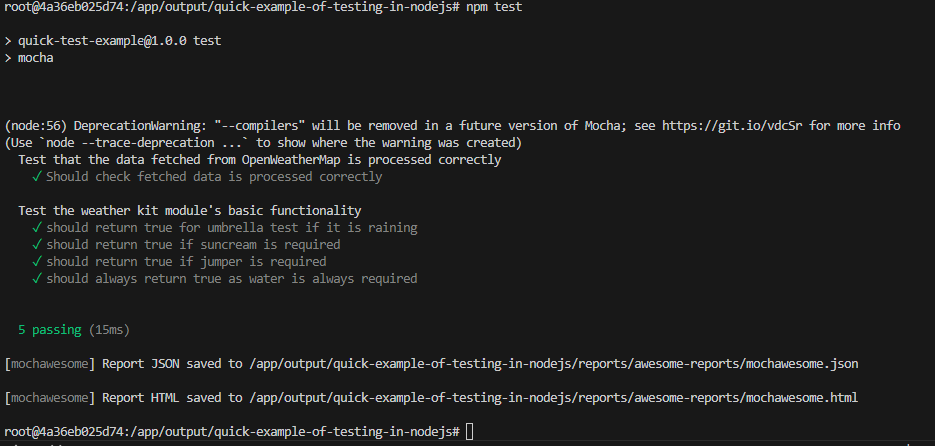 root@4a36eb025d74:/app/output/quick-example-of-testing-in-nodejs# npm test
> quick-test-example@1.0.0 test
> mocha
(node:56) DeprecationWarning: "--compilers" will be removed in a future version of Mocha; see https://git.io/vdcSr for more info
(Use `node --trace-deprecation ...` to show where the warning was created)
Test that the data fetched from OpenWeatherMap is processed correctly
✓ Should check fetched data is processed correctly
Test the weather kit module's basic functionality
✓ should return true for umbrella test if it is raining
✓ should return true if suncream is required
✓ should return true if jumper is required
✓ should always return true as water is always required
5 passing (15ms)
[mochawesome] Report JSON saved to /app/output/quick-example-of-testing-in-nodejs/reports/awesome-reports/mochawesome.json
[mochawesome] Report HTML saved to /app/output/quick-example-of-testing-in-nodejs/reports/awesome-reports/mochawesome.html
root@4a36eb025d74:/app/output/quick-example-of-testing-in-nodejs#